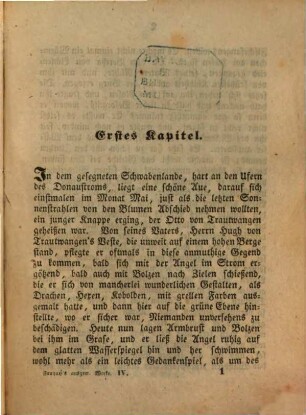 Erstes Kapitel.
In dem gesegneten Schwabenlande, hart an den Ufern
des Donaustroms, liegt eine schöne Aue, darauf sich
einstmalen im Monat Mai, just als die letzten Son-
nenstrahlen von den Blumen Abschied nehmen wollten,
ein junger Knappe erging, der Otto von Trautwangen
geheißen war. Von seines Vaters, Herrn Hugh von
Trautwangen's Veste, die unweit auf einem hohen Berge
stand, pflegte er oftmals in diese anmuthige Gegend
zu kommen, bald sich mit der Angel im Strom er-
götzend, bald auch mit Bolzen nach Zielen schießend,
die er sich von mancherlei wunderlichen Gestalten, als
Drachen, Hexen, Kobolden, mit grellen Farben ausge-
malt hatte, und dann hier auf die grüne Ebene hin-
stellte, wo er sicher war, Niemanden unversehens zu
beschädigen. Heute nun lagen Armbrust und Bolzen
bei ihm im Grase, und er ließ die Angel ruhig auf
dem glatten Wasserspiegel hin und her schwimmen,
wohl mehr als ein leichtes Gedankenspiel, als um des
ausgew. Werke. IV. 1